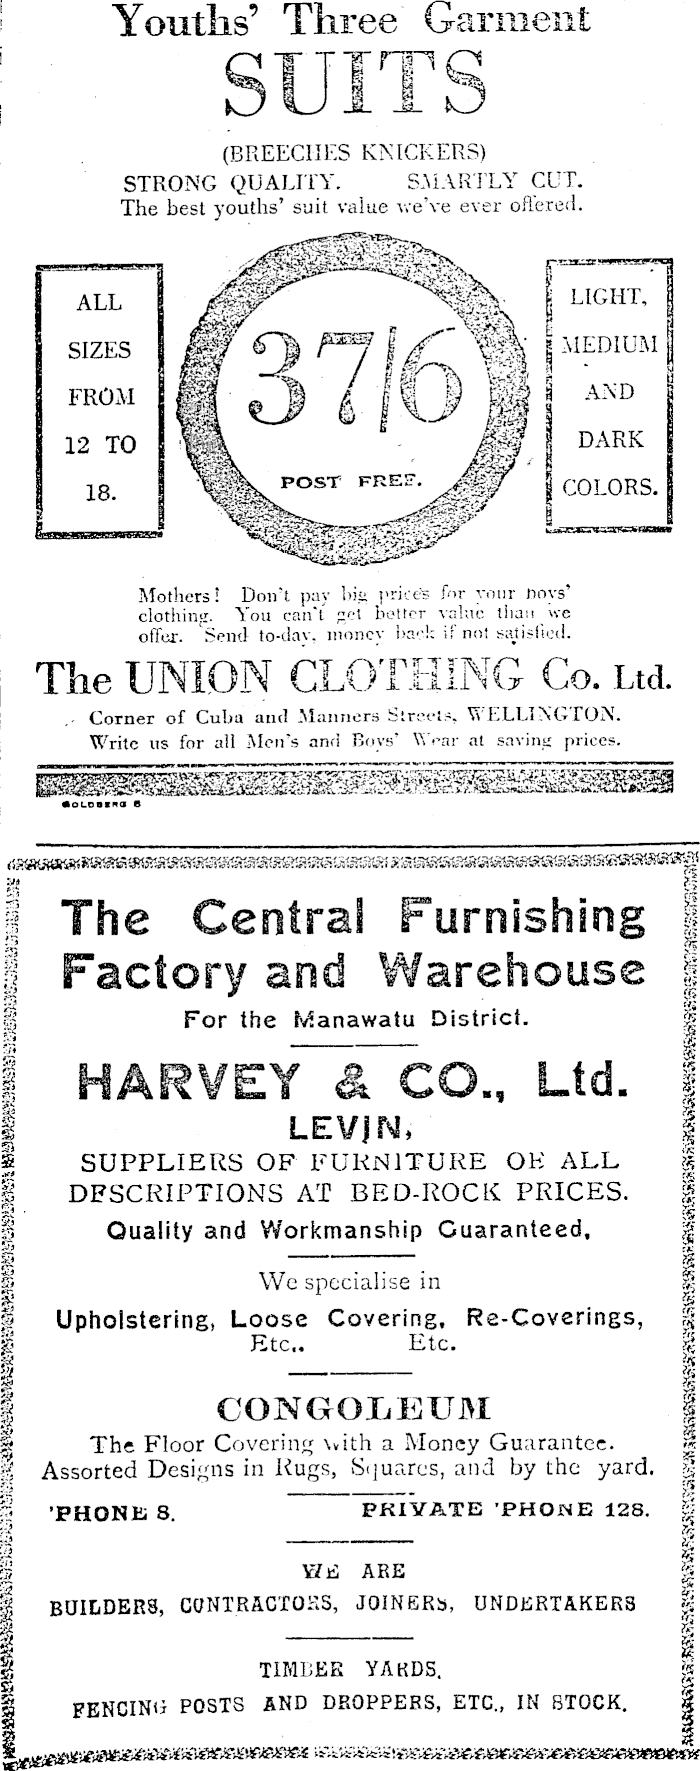 Youths' Three Garment
SUITS
(BREECHES KNICKERS)
STRONG QUALITY. SMARTLY CUT.
The best youths' suit value we've ever offered.
ALL
SIZES
FROM
12 TO
18.
37/6
POST FREE.
LIGHT,
MEDIUM
AND
DARK
COLORS.
Mothers! Don't pay big prices for your boys'
clothing. You can't get better value than we
offer. Send to-day, money back if not satisfied.
The UNION CLOTHING Co. Ltd.
Corner of Cuba and Manners Streets, WELLINGTON.
Write us for all Men's and Boys' Wear at saving prices.
GOLDBERG 6
The Central Furnishing
Factory and Warehouse
For the Manawatu District.
HARVEY & CO., Ltd.
LEVIN,
SUPPLIERS OF FURNITURE OF ALL
DESCRIPTIONS AT BED-ROCK PRICES.
Quality and Workmanship Guaranteed,
We specialise in
Upholstering, Loose Covering, Re-Coverings,
Etc., Etc.
CONGOLEUM
The Floor Covering with a Money Guarantee.
Assorted Designs in Rugs, Squares, and by the yard.
'PHONE 8. PRIVATE 'PHONE 128.
WE ARE
BUILDERS, CONTRACTORS, JOINERS, UNDERTAKERS
TIMBER YARDS.
FENCING POSTS AND DROPPERS, ETC., IN STOCK.